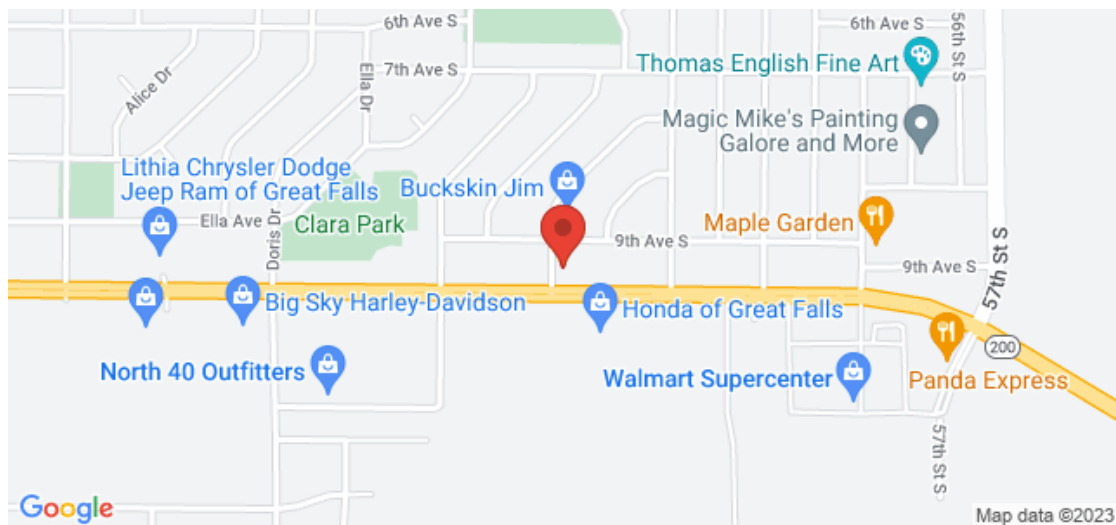 6th Ave S
6th Ave S
56th St S
Alice Dr
Ella Dr
7th Ave S
Thomas English Fine Art
Magic Mike's Painting
Galore and More
Lithia Chrysler Dodge
Jeep Ram of Great Falls
Buckskin Jim
Ella Ave
Doris Dr
Clara Park
Maple Garden
9th Ave S
9th Ave S
57th St S
Big Sky Harley-Davidson
Honda of Great Falls
200
North 40 Outfitters
Walmart Supercenter
Panda Express
57th St S
Google
Map data ©2023